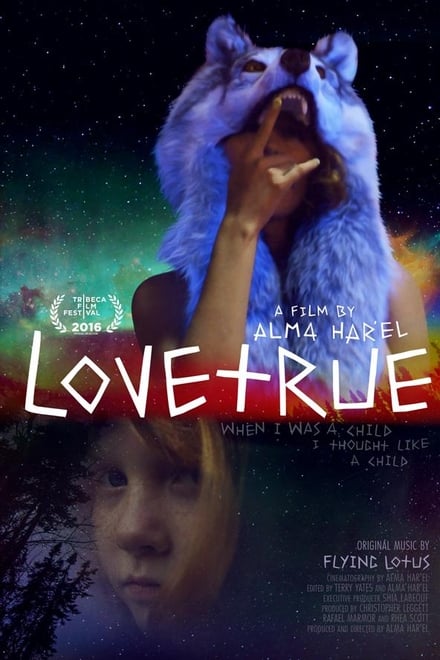 TRIBECA
FILM
FESTIVAL
2016
A FILM BY
ALMA HAR'EL
LOVETRUE
WHEN I WAS A CHILD
I THOUGHT LIKE
A CHILD
ORIGINAL MUSIC BY
FLYING LOTUS
CINEMATOGRAPHY BY ALMA HAR'EL
EDITED BY TERRY YATES AND ALMA HAR'EL
EXECUTIVE PRODUCER SHIA LABEOUF
PRODUCED BY CHRISTOPHER LEGGETT
RAFAEL MARMOR AND RHEA SCOTT
PRODUCED AND DIRECTED BY ALMA HAR'EL